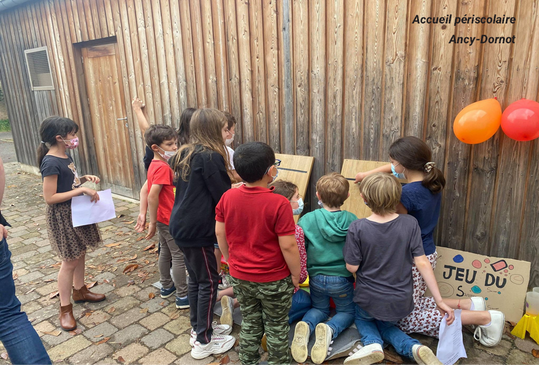 Accueil périscolaire
Ancy-Dornot
JEU DU
S